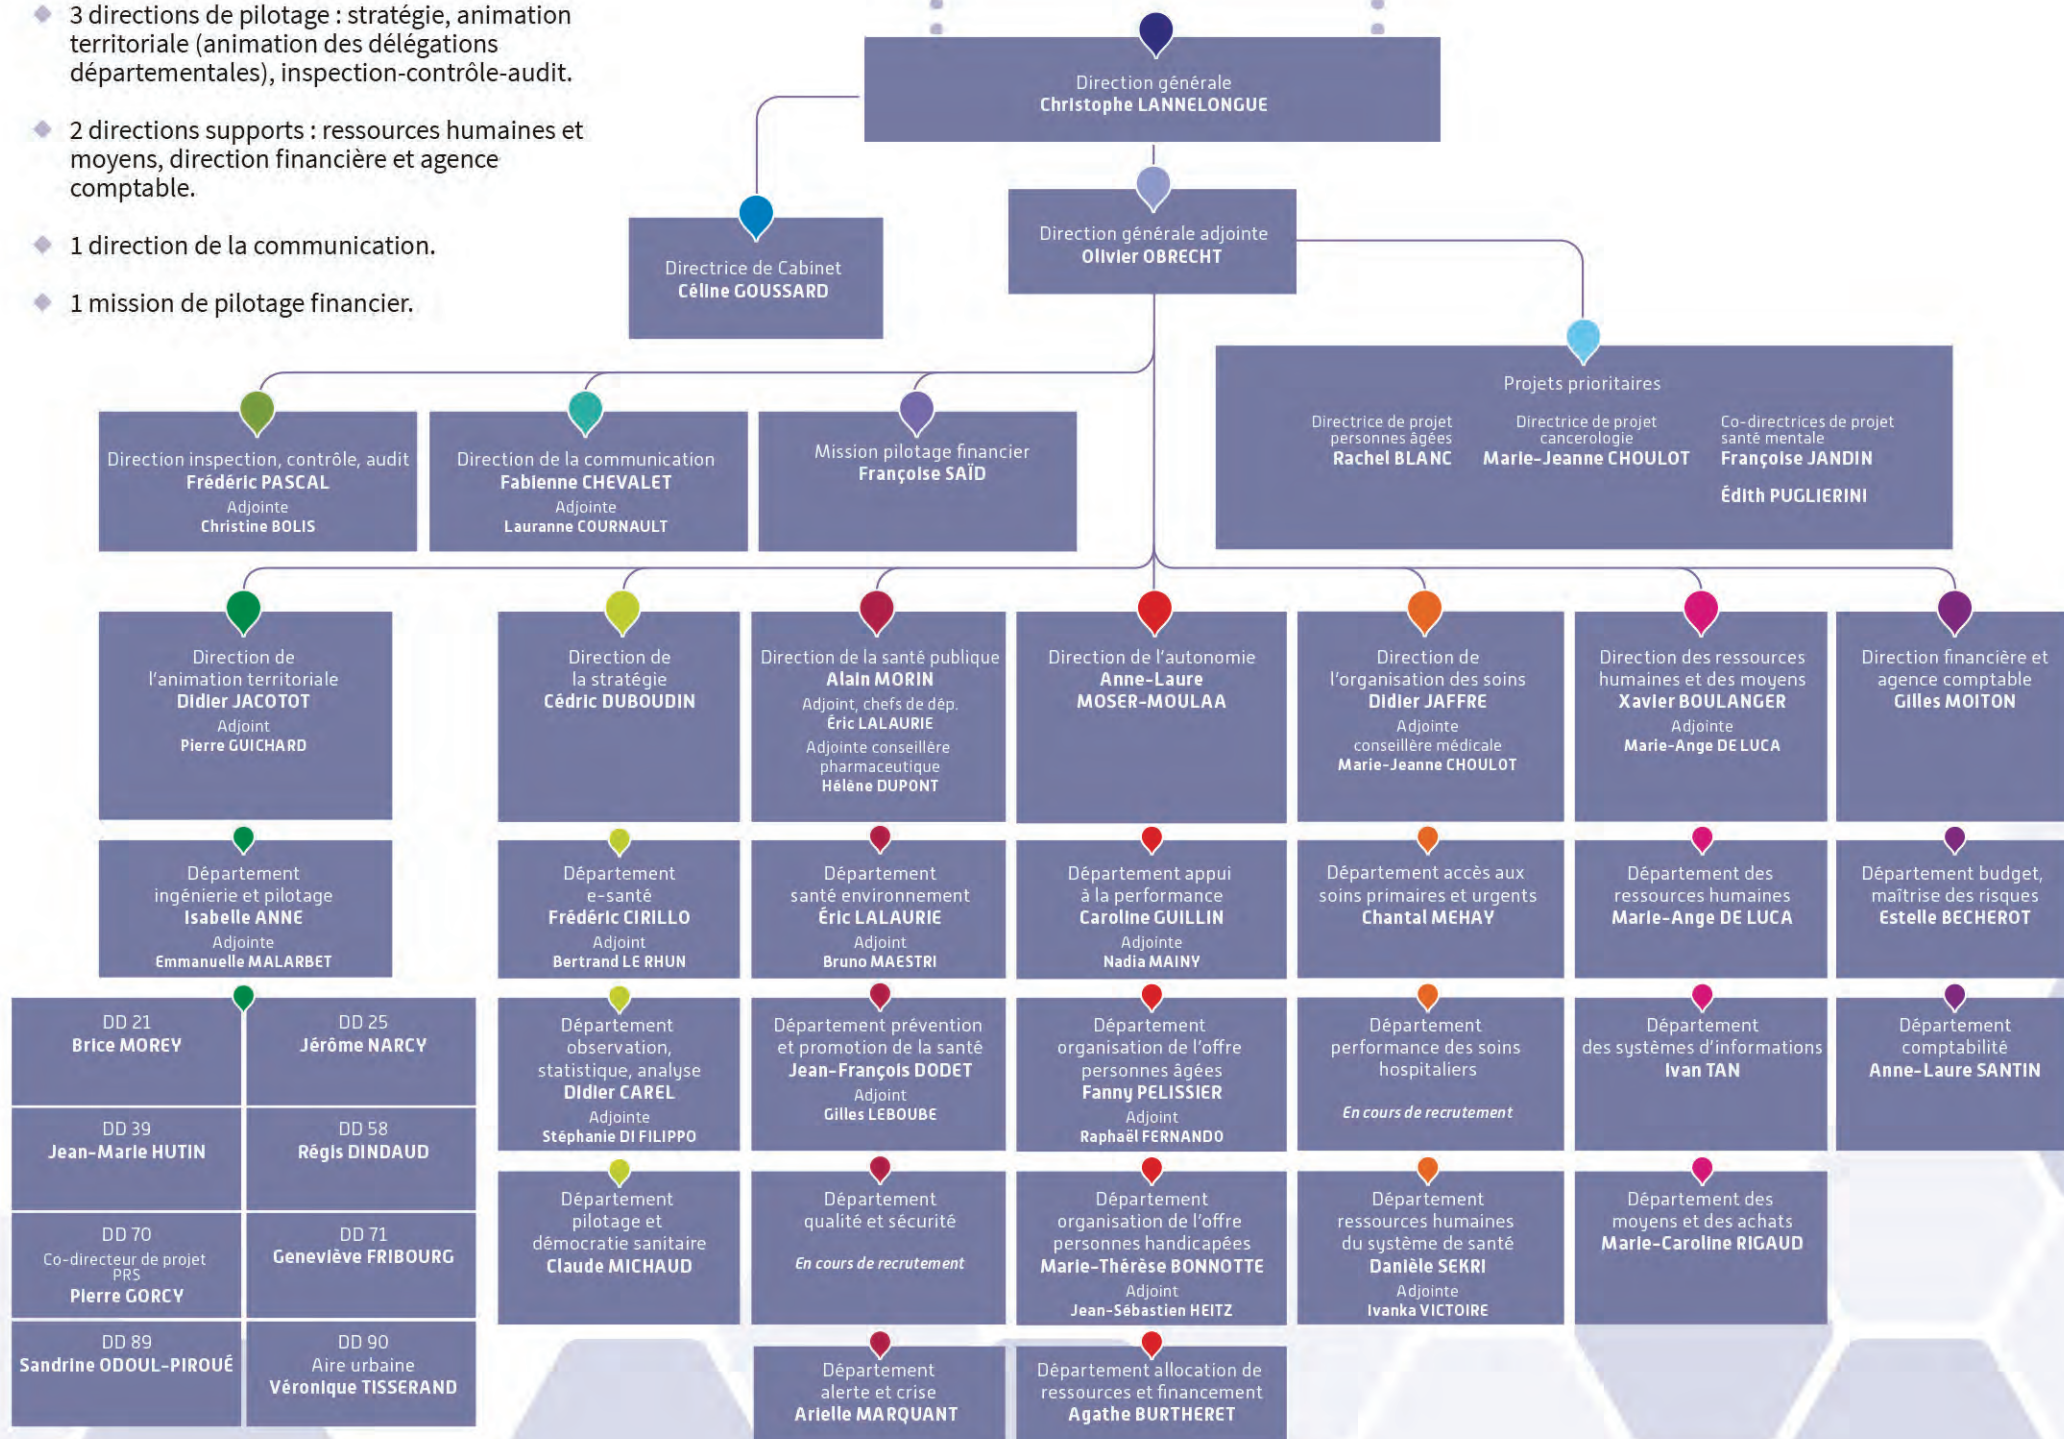 3 directions de pilotage : stratégie, animation
territoriale (animation des délégations
départementales), inspection-contrôle-audit.
2 directions supports : ressources humaines et
moyens, direction financière et agence
comptable.
1 direction de la communication.
1 mission de pilotage financier.
Direction générale
Christophe LANNELONGUE
Directrice de Cabinet
Céline GOUSSARD
Direction générale adjointe
Olivier OBRECHT
Projets prioritaires
Directrice de projet
personnes âgées
Rachel BLANC
Directrice de projet
cancerologie
Marie-Jeanne CHOULOT
Co-directrices de projet
santé mentale
Françoise JANDIN
Édith PUGLIERINI
Direction inspection, contrôle, audit
Frédéric PASCAL
Adjointe
Christine BOLIS
Direction de la communication
Fabienne CHEVALET
Adjointe
Lauranne COURNAULT
Mission pilotage financier
Françoise SAÏD
Direction de
l'animation territoriale
Didier JACOTOT
Adjoint
Pierre GUICHARD
Direction de
la stratégie
Cédric DUBOUDIN
Direction de la santé publique
Alain MORIN
Adjoint, chefs de dép.
Éric LALAURIE
Adjointe conseillère
pharmaceutique
Hélène DUPONT
Direction de l'autonomie
Anne-Laure
MOSER-MOULAA
Direction de
l'organisation des soins
Didier JAFFRE
Adjointe
conseillère médicale
Marie-Jeanne CHOULOT
Direction des ressources
humaines et des moyens
Xavier BOULANGER
Adjointe
Marie-Ange DE LUCA
Direction financière et
agence comptable
Gilles MOITON
Département
ingénierie et pilotage
Isabelle ANNE
Adjointe
Emmanuelle MALARBET
Département
e-santé
Frédéric CIRILLO
Adjoint
Bertrand LE RHUN
Département
santé environnement
Éric LALAURIE
Adjoint
Bruno MAESTRI
Département appui
à la performance
Caroline GUILLIN
Adjointe
Nadia MAINY
Département accès aux
soins primaires et urgents
Chantal MEHAY
Département des
ressources humaines
Marie-Ange DE LUCA
Département budget,
maîtrise des risques
Estelle BECHEROT
DD 21
Brice MOREY
DD 25
Jérôme NARCY
DD 39
Jean-Marie HUTIN
DD 58
Régis DINDAUD
DD 70
Co-directeur de projet
PRS
Pierre GORCY
DD 71
Geneviève FRIBOURG
DD 89
Sandrine ODOUL-PIROUÉ
DD 90
Aire urbaine
Véronique TISSERAND
Département
observation,
statistique, analyse
Didier CAREL
Adjointe
Stéphanie DI FILIPPO
Département prévention
et promotion de la santé
Jean-François DODET
Adjoint
Gilles LEBOUBE
Département
organisation de l'offre
personnes âgées
Fanny PELISSIER
Adjoint
Raphaël FERNANDO
Département
performance des soins
hospitaliers
En cours de recrutement
Département
des systèmes d'informations
Ivan TAN
Département
comptabilité
Anne-Laure SANTIN
Département
pilotage et
démocratie sanitaire
Claude MICHAUD
Département
qualité et sécurité
En cours de recrutement
Département
organisation de l'offre
personnes handicapées
Marie-Thérèse BONNOTTE
Adjoint
Jean-Sébastien HEITZ
Département
ressources humaines
du système de santé
Danièle SEKRI
Adjointe
Ivanka VICTOIRE
Département des
moyens et des achats
Marie-Caroline RIGAUD
Département
alerte et crise
Arielle MARQUANT
Département allocation de
ressources et financement
Agathe BURTHERET